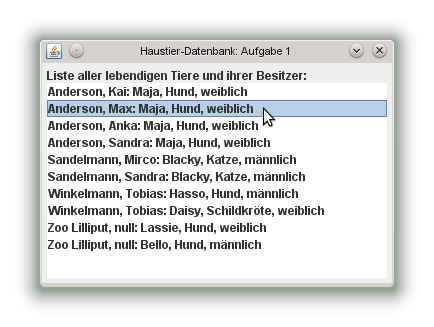 Haustier-Datenbank: Aufgabe 1
Liste aller lebendigen Tiere und ihrer Besitzer:
Anderson, Kai: Maja, Hund, weiblich
Anderson, Max: Maja, Hund, weiblich
Anderson, Anka: Maja, Hund, weiblich
Anderson, Sandra: Maja, Hund, weiblich
Sandelmann, Mirco: Blacky, Katze, männlich
Sandelmann, Sandra: Blacky, Katze, männlich
Winkelmann, Tobias: Hasso, Hund, männlich
Winkelmann, Tobias: Daisy, Schildkröte, weiblich
Zoo Lilliput, null: Lassie, Hund, weiblich
Zoo Lilliput, null: Bello, Hund, männlich